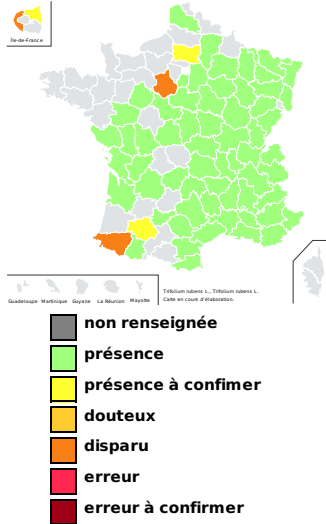 Île-de-France
Guadeloupe Martinique Guyane La Réunion Mayotte
Trifolium rubens L., Trifolium rubens L.
Carte en cours d'élaboration.
non renseignée
présence
présence à confimer
douteux
disparu
erreur
erreur à confirmer